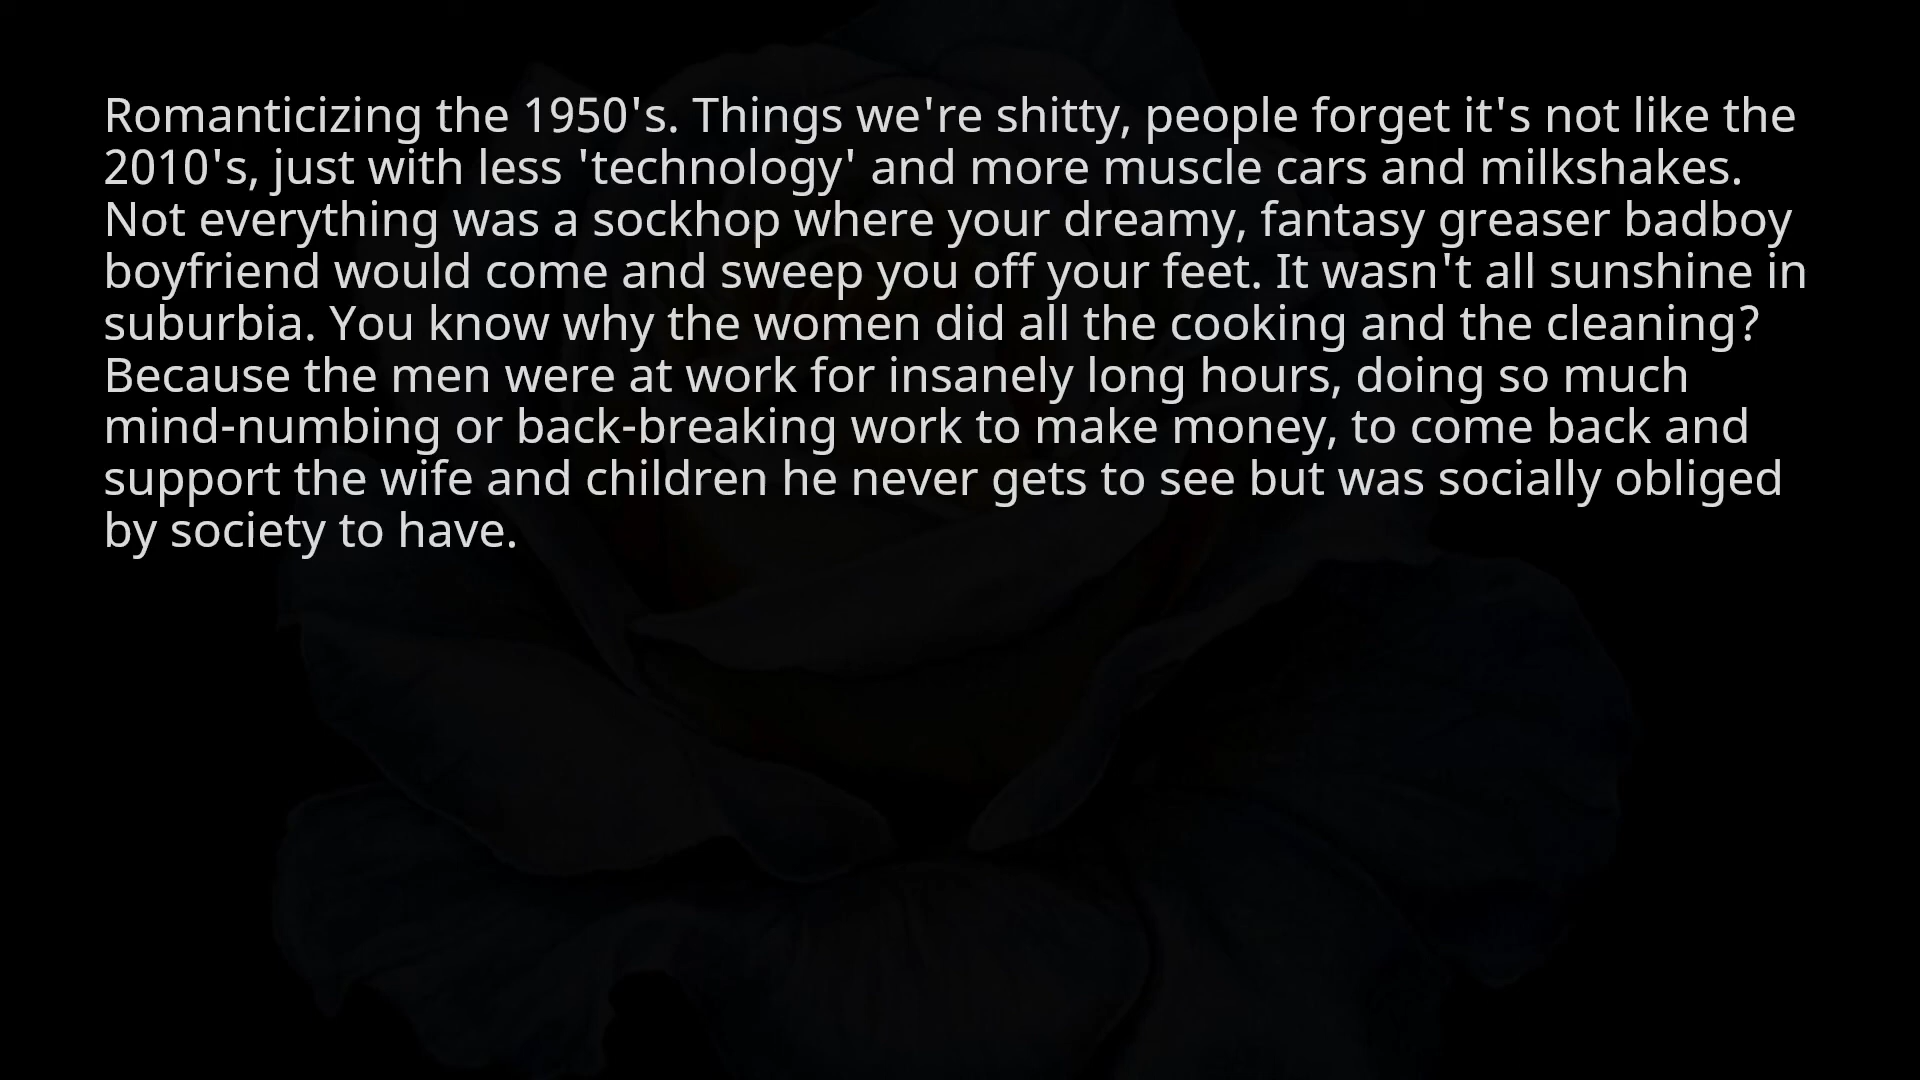 Romanticizing the 1950's. Things we're shitty, people forget it's not like the
2010's, just with less 'technology' and more muscle cars and milkshakes.
Not everything was a sockhop where your dreamy, fantasy greaser badboy
boyfriend would come and sweep you off your feet. It wasn't all sunshine in
suburbia. You know why the women did all the cooking and the cleaning?
Because the men were at work for insanely long hours, doing so much
mind-numbing or back-breaking work to make money, to come back and
support the wife and children he never gets to see but was socially obliged
by society to have.